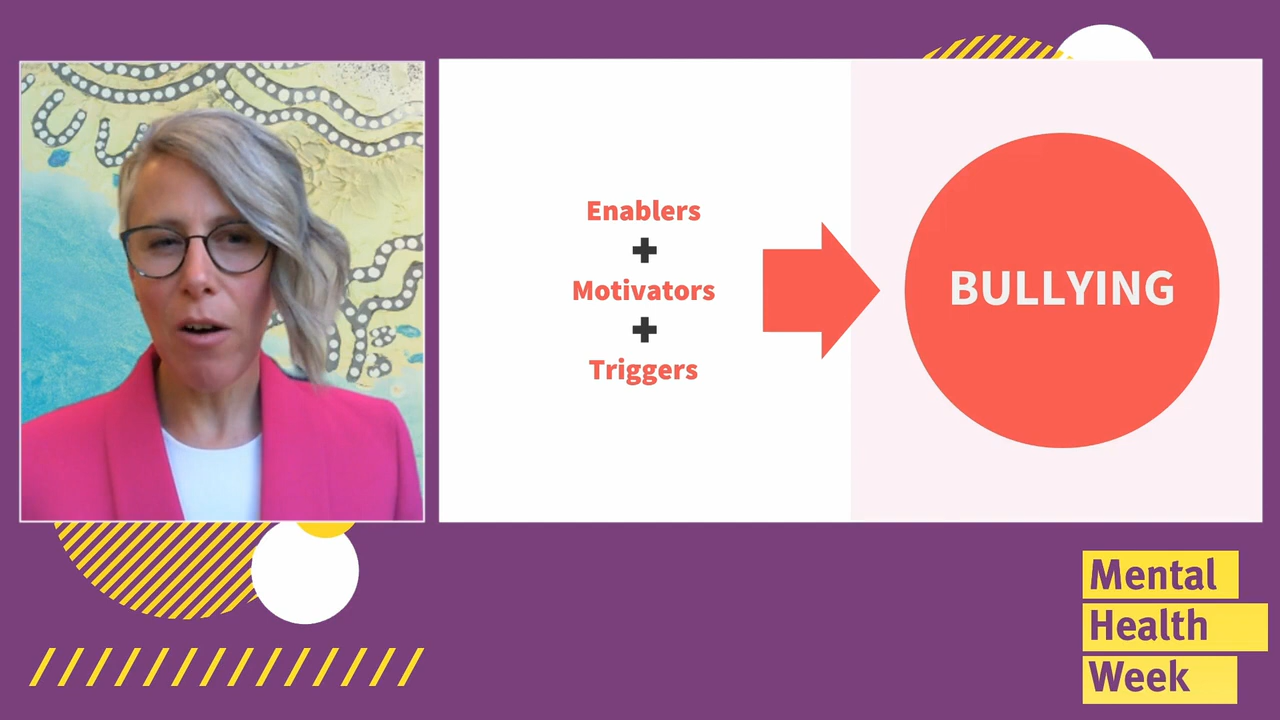 Enablers
+
Motivators
+
Triggers
BULLYING
Mental
Health
Week